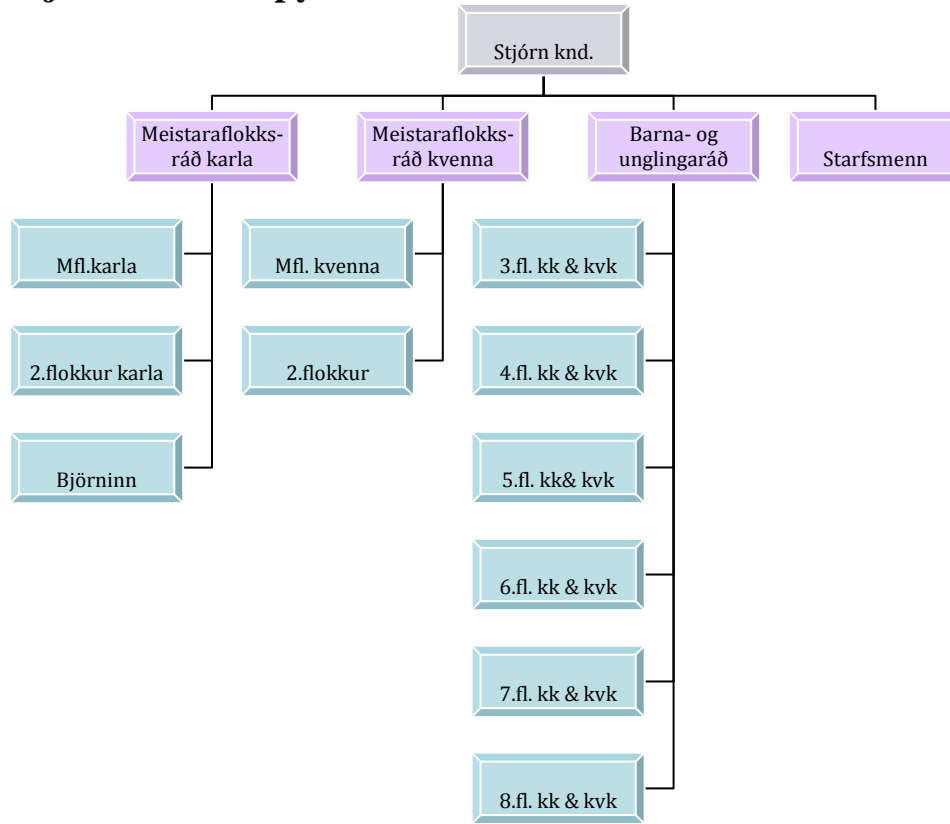 Stjórn knd.
Meistaraflokks-
ráð karla
Meistaraflokks-
ráð kvenna
Barna- og
unglingaráð
Starfsmenn
Mfl.karla
2.flokkur karla
Björninn
Mfl. kvenna
2.flokkur
3.fl. kk & kvk
4.fl. kk & kvk
5.fl. kk& kvk
6.fl. kk & kvk
7.fl. kk & kvk
8.fl. kk & kvk